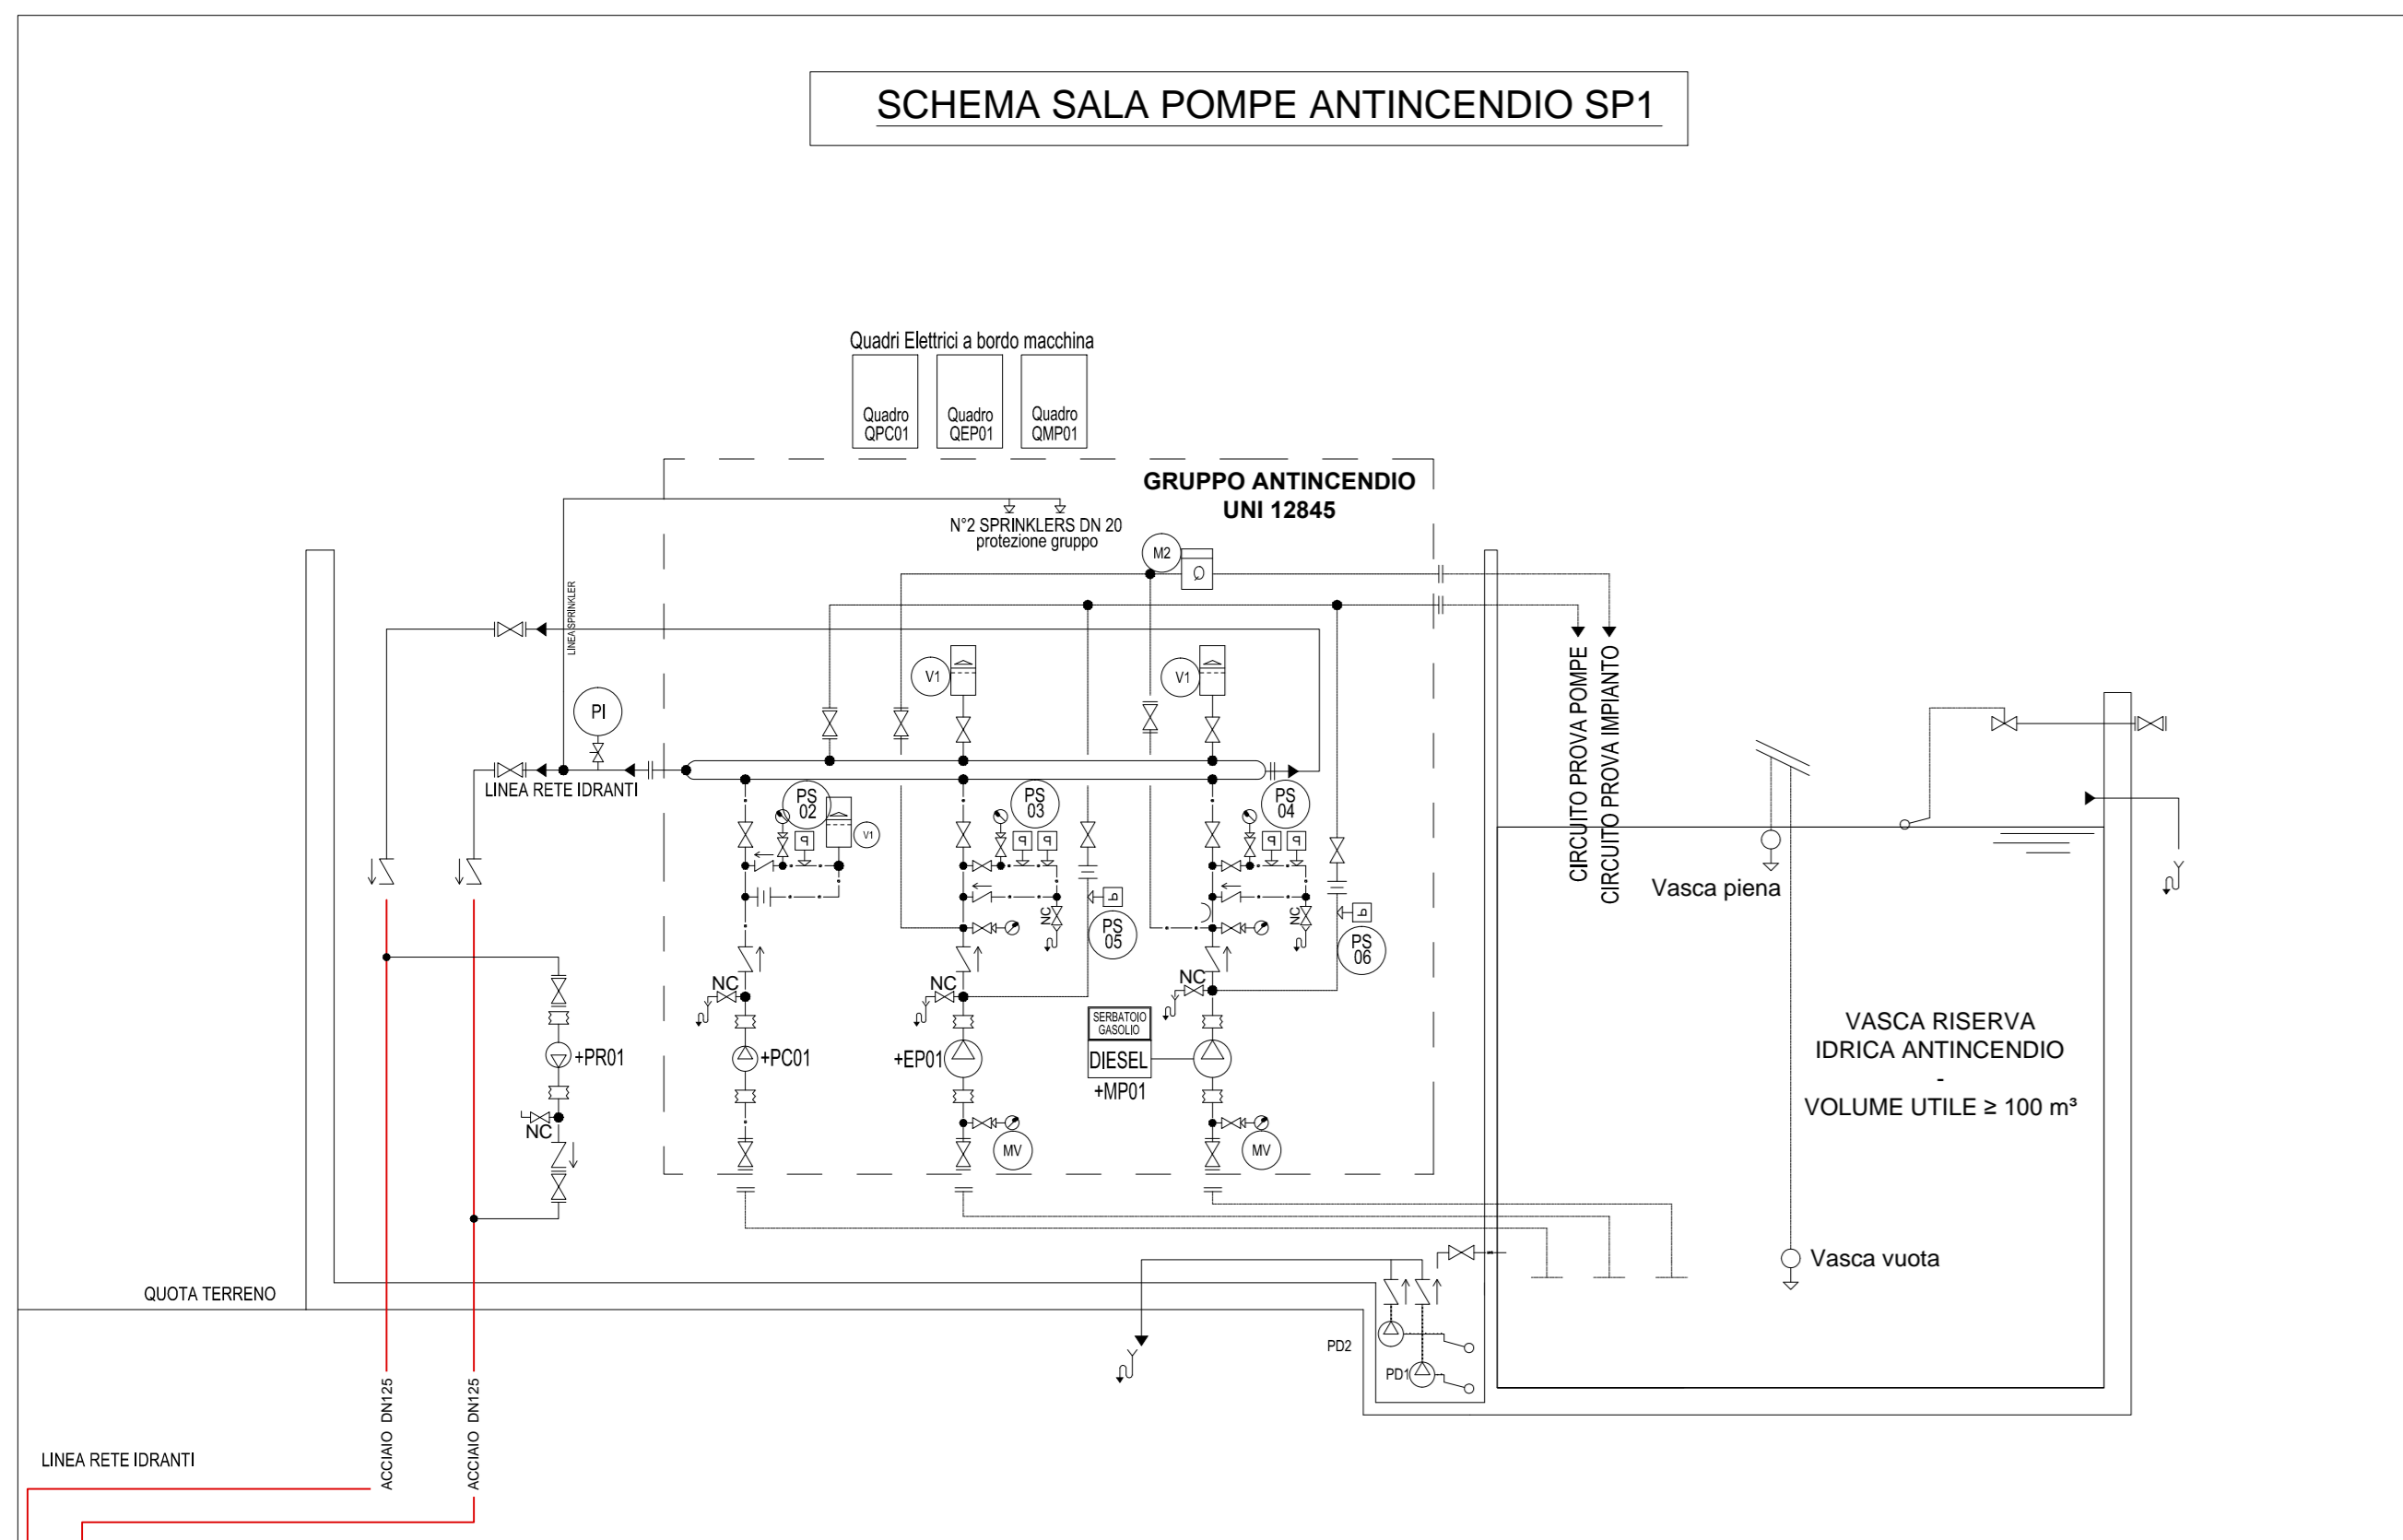 SCHEMA SALA POMPE ANTINCENDIO SP1
Quadri Elettrici a bordo macchina
Quadro
QPC01
Quadro
QEP01
Quadro
QMP01
GRUPPO ANTINCENDIO
UNI 12845
N°2 SPRINKLERS DN 20
protezione gruppo
M2
LINEA SPRINKLER
V1
V1
PI
LINEA RETE IDRANTI
CIRCUITO PROVA POMPE
CIRCUITO PROVA IMPIANTO
PS
02
V1
PS
03
PS
04
Vasca piena
NC
PS
05
NC
PS
06
NC
NC
NC
SERBATOIO
GASOLIO
DIESEL
+MP01
+PR01
+PC01
+EP01
NC
MV
MV
VASCA RISERVA
IDRICA ANTINCENDIO
-
VOLUME UTILE ≥ 100 m³
Vasca vuota
QUOTA TERRENO
PD2
PD1
ACCIAIO DN125
ACCIAIO DN125
LINEA RETE IDRANTI